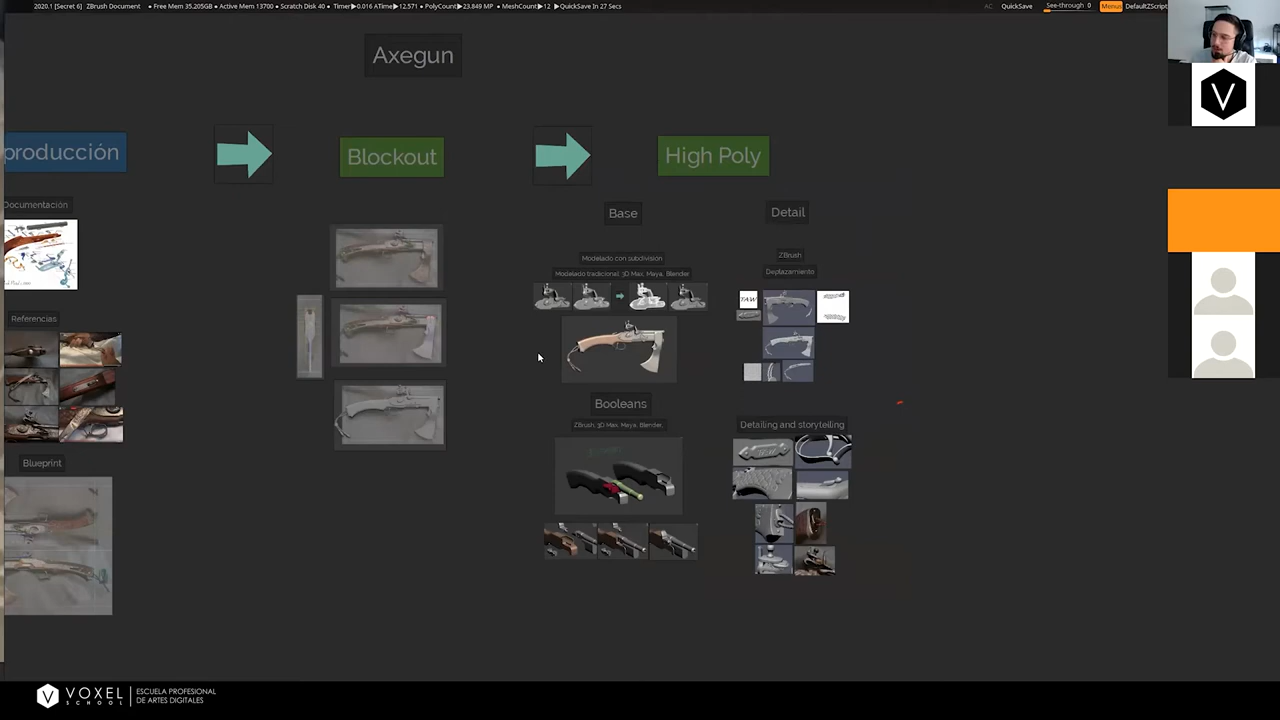 2020.1 [Secret 6] ZBrush Document • Free Mem 35.205GB • Active Mem 13700 • Scratch Disk 40 • Timer▶0.016 ATime▶12.571 • PolyCount▶23.849 MP • MeshCount▶12 ▶QuickSave In 27 Secs
AC QuickSave See-through 0 Menus DefaultZScript
Axegun
producción
Blockout
High Poly
Documentación
Base
Detail
Modelado con subdivisión
Modelado tradicional: 3D Max, Maya, Blender
ZBrush
Deplazamiento
TAW
Referencias
Booleans
ZBrush, 3D Max, Maya, Blender,
Detailing and storytelling
Blueprint
VOXEL
SCHOOL
ESCUELA PROFESIONAL
DE ARTES DIGITALES